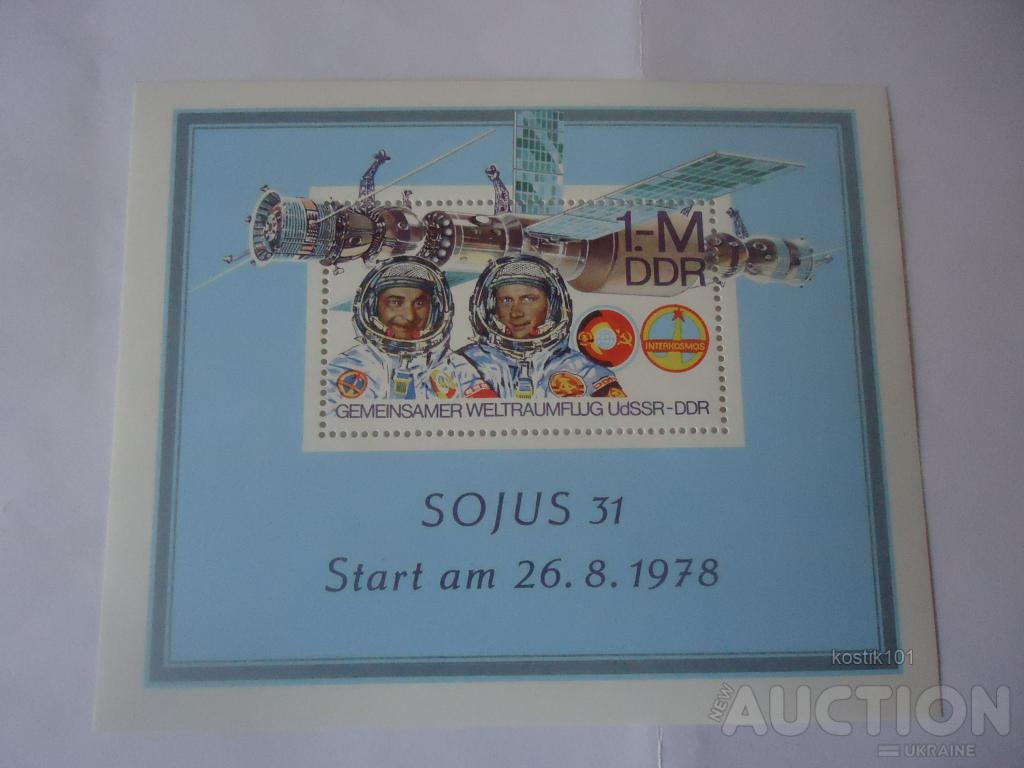 1.-M
DDR
INTERKOSMOS
GEMEINSAMER WELTRAUMFLUG UdSSR-DDR
SOJUS 31
Start am 26.8.1978
kostik101
NEW AUCTION
UKRAINE